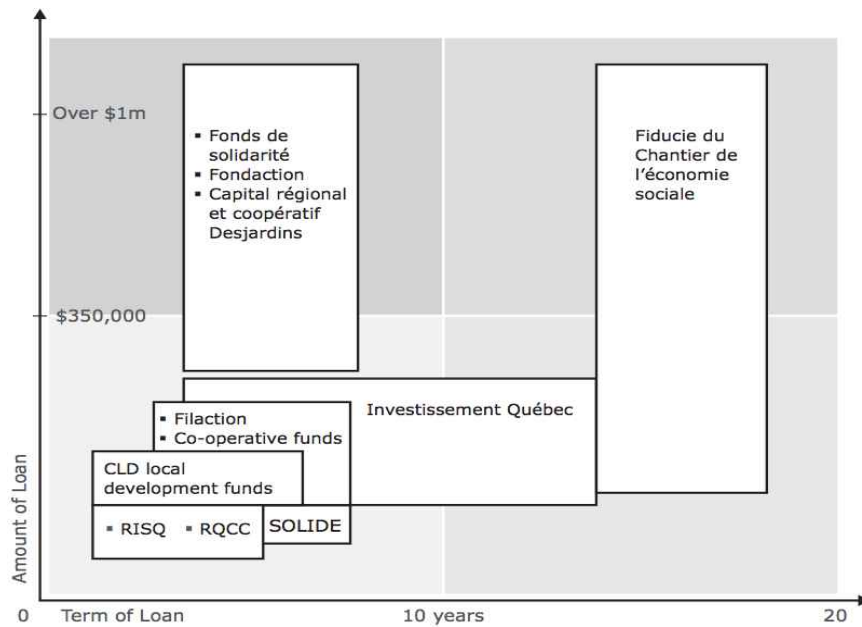 Over $1m
▪ Fonds de
solidarité
▪ Fondaction
▪ Capital régional
et coopératif
Desjardins
Fiducie du
Chantier de
l'économie
sociale
$350,000
Investissement Québec
▪ Filaction
▪ Co-operative funds
CLD local
development funds
▪ RISQ ▪ RQCC
SOLIDE
Amount of Loan
0 Term of Loan 10 years 20